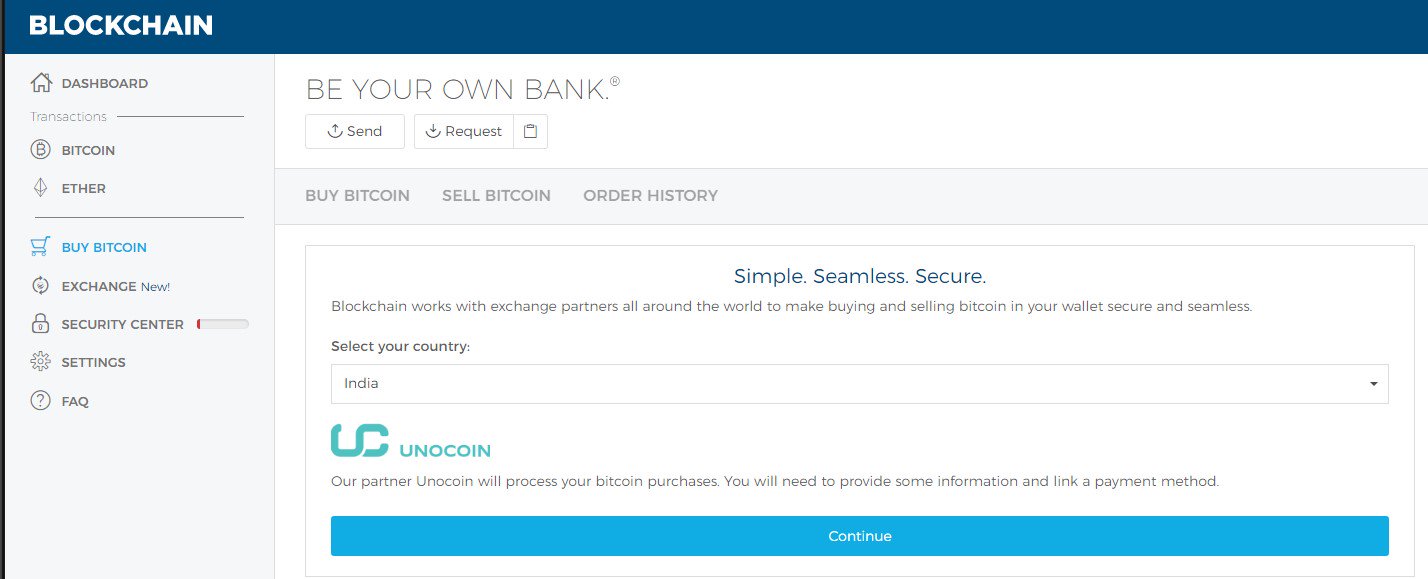 BLOCKCHAIN
DASHBOARD
Transactions
BITCOIN
ETHER
BUY BITCOIN
EXCHANGE New!
SECURITY CENTER
SETTINGS
FAQ
BE YOUR OWN BANK.®
Send Request
BUY BITCOIN SELL BITCOIN ORDER HISTORY
Simple. Seamless. Secure.
Blockchain works with exchange partners all around the world to make buying and selling bitcoin in your wallet secure and seamless.
Select your country:
India
UC UNOCOIN
Our partner Unocoin will process your bitcoin purchases. You will need to provide some information and link a payment method.
Continue